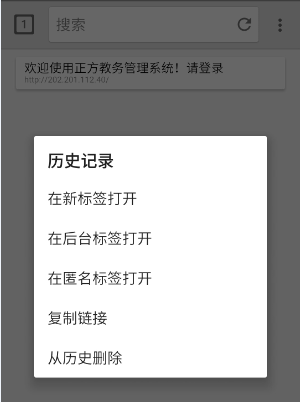 1
搜索
欢迎使用正方教务管理系统！请登录
http://202.201.112.40/
历史记录
在新标签打开
在后台标签打开
在匿名标签打开
复制链接
从历史删除